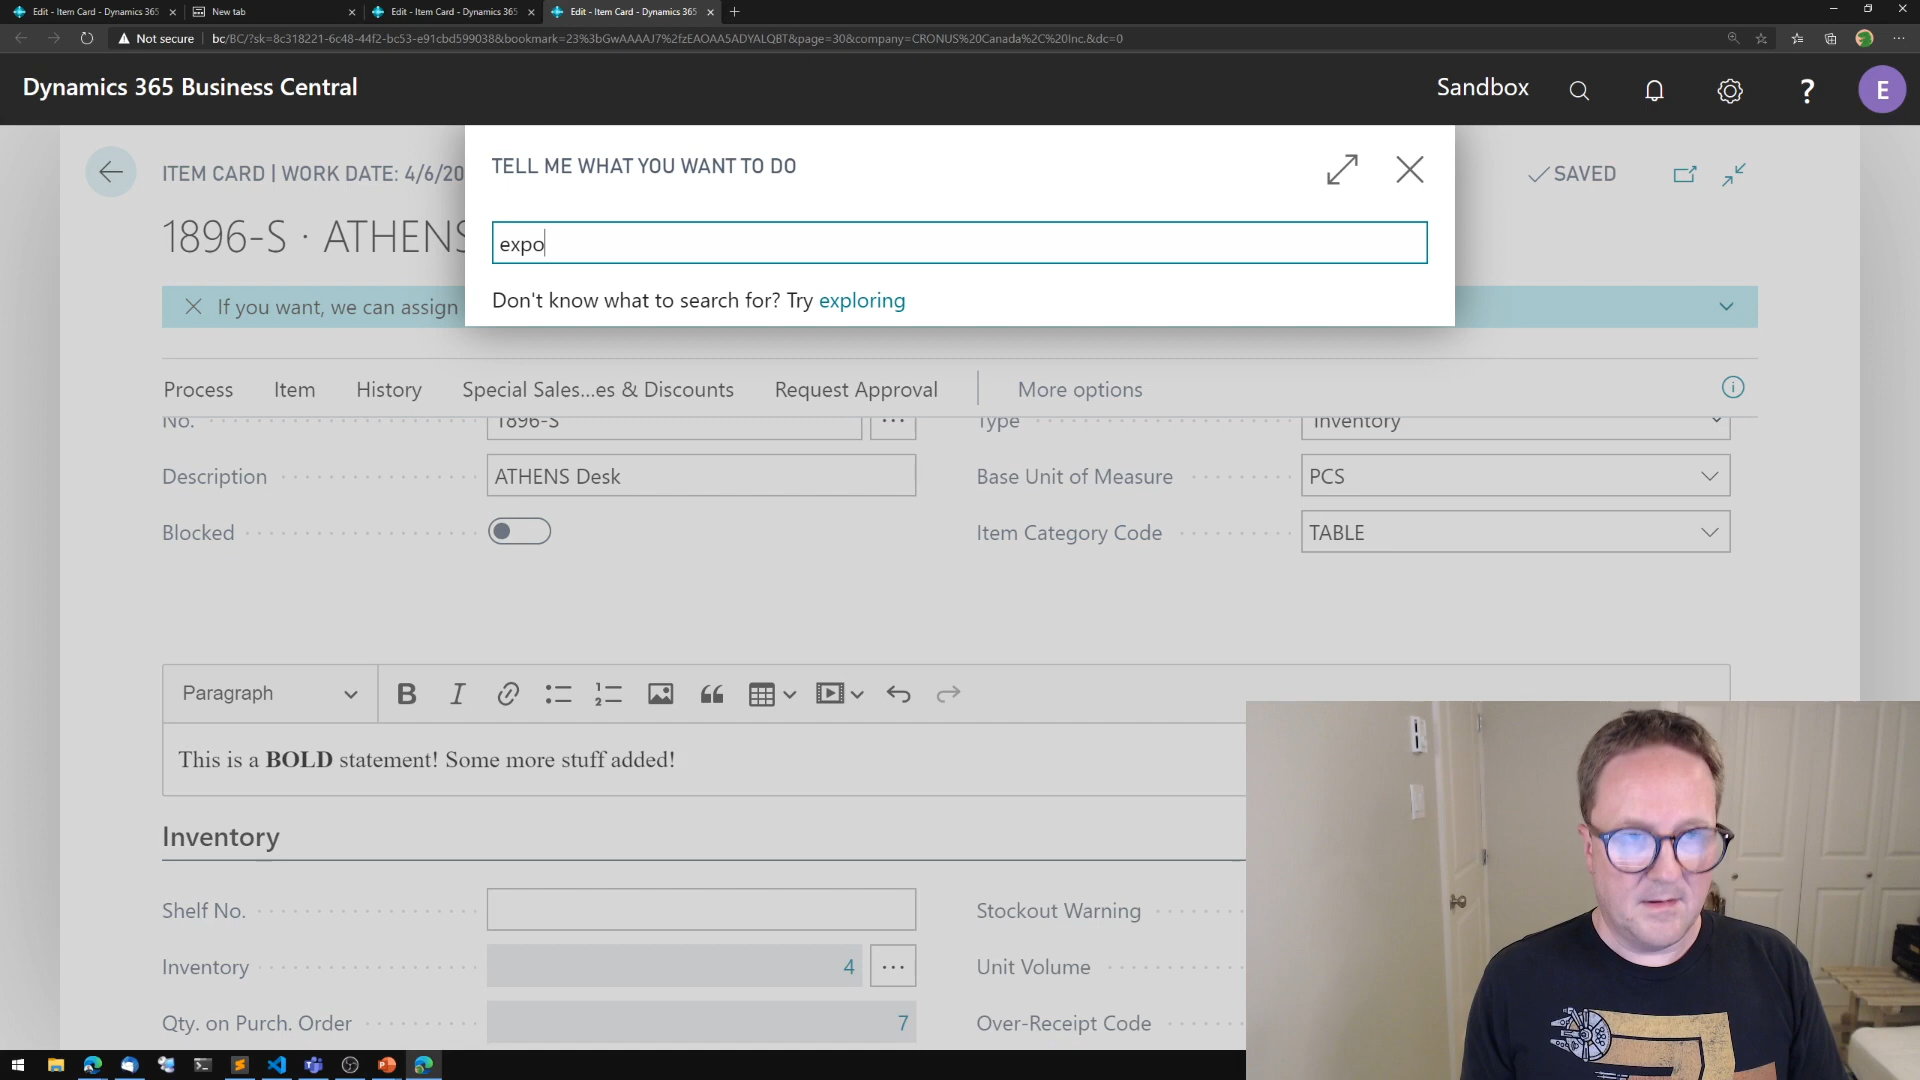 Edit - Item Card - Dynamics 365
New tab
Edit - Item Card - Dynamics 365
Edit - Item Card - Dynamics 365
Not secure
bc/BC/?sk=8c318221-6c48-44f2-bc53-e91cbd599038&bookmark=23%3bGwAAAAJ7%2fzEAOAA5ADYALQBT&page=30&company=CRONUS%20Canada%2C%20Inc.&dc=0
Dynamics 365 Business Central
Sandbox
?
E
ITEM CARD | WORK DATE: 4/6/20
TELL ME WHAT YOU WANT TO DO
SAVED
1896-S · ATHENS
expo
Don't know what to search for? Try exploring
If you want, we can assign
Process
Item
History
Special Sales...es & Discounts
Request Approval
More options
No.
1896-S
Type
Inventory
Description
ATHENS Desk
Base Unit of Measure
PCS
Blocked
Item Category Code
TABLE
Paragraph
B
I
This is a BOLD statement! Some more stuff added!
Inventory
Shelf No.
Stockout Warning
Inventory
4
Unit Volume
Qty. on Purch. Order
7
Over-Receipt Code